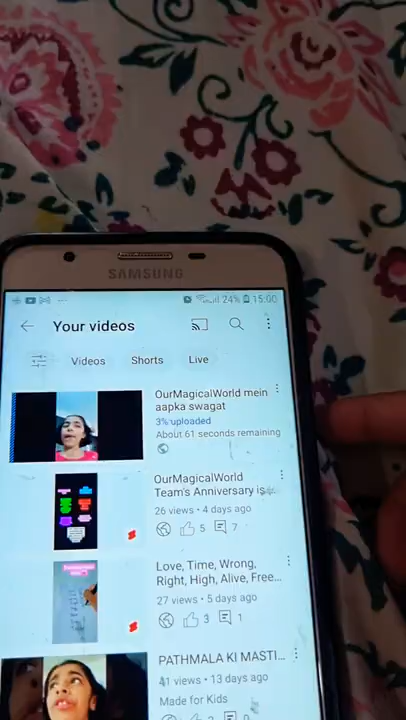 SAMSUNG
24% 15:00
Your videos
Videos Shorts Live
OurMagicalWorld mein
aapka swagat
3% uploaded
About 61 seconds remaining
OurMagicalWorld
Team's Anniversary is
26 views • 4 days ago
5 7
Love, Time, Wrong,
Right, High, Alive, Free...
27 views • 5 days ago
3 1
PATHMALA KI MASTI...
41 views • 13 days ago
Made for Kids